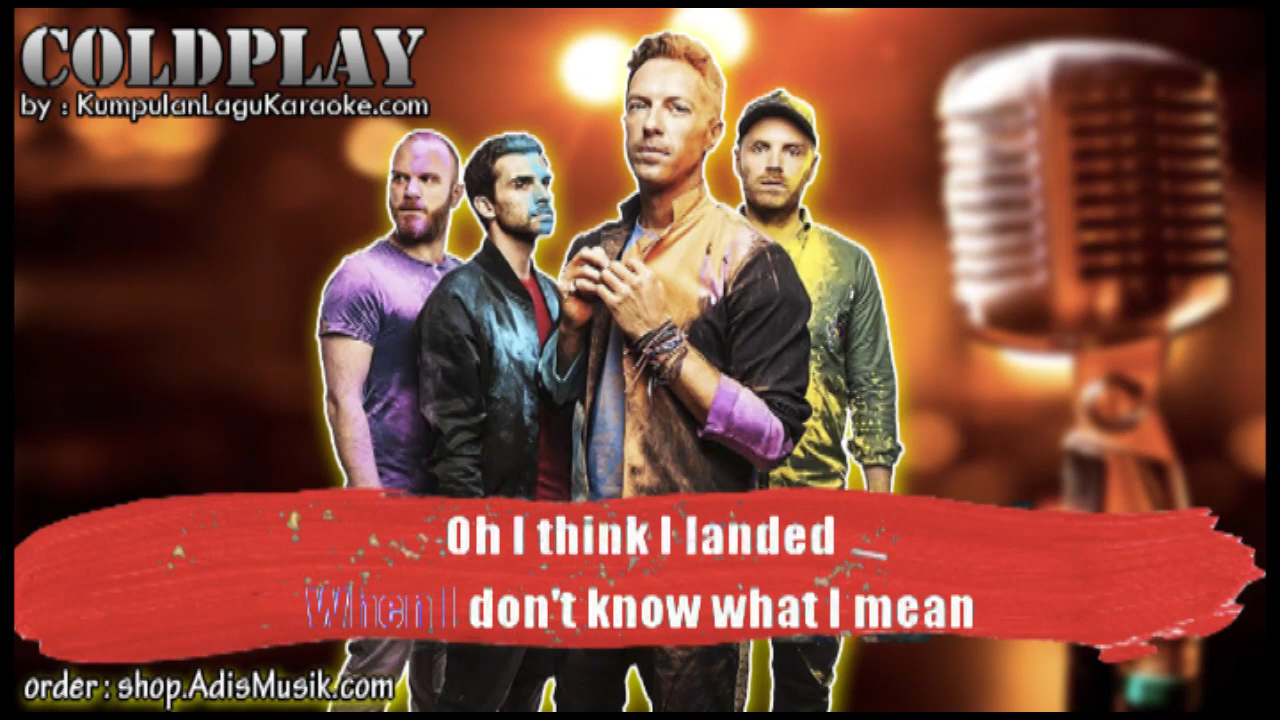 COLDPLAY
by : KumpulanLaguKaraoke.com
Oh I think I landed
When I don't know what I mean
order : shop.AdisMusik.com